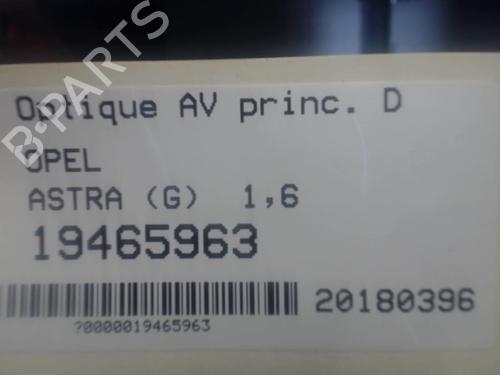 B-PARTS
Optique AV princ. D
OPEL
ASTRA (G) 1,6
19465963
20180396
?0000019465963